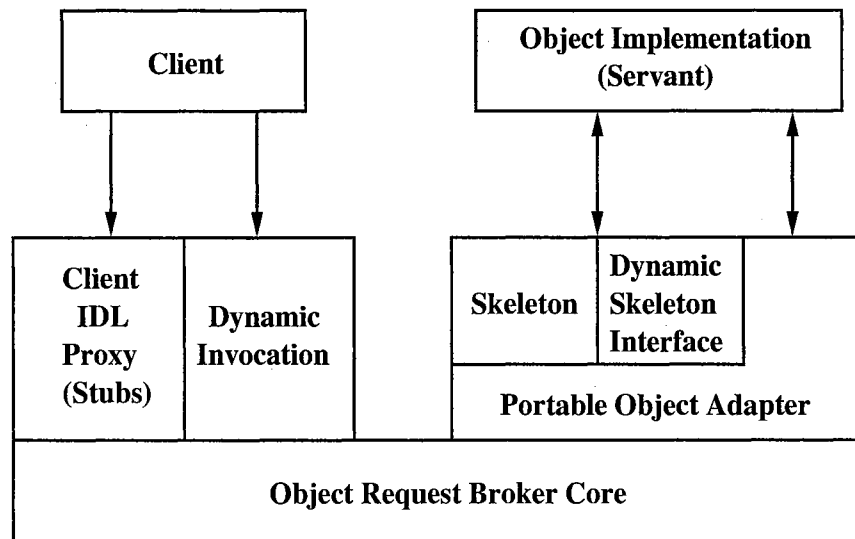 Client
Object Implementation
(Servant)
Client
IDL
Proxy
(Stubs)
Dynamic
Invocation
Skeleton
Dynamic
Skeleton
Interface
Portable Object Adapter
Object Request Broker Core